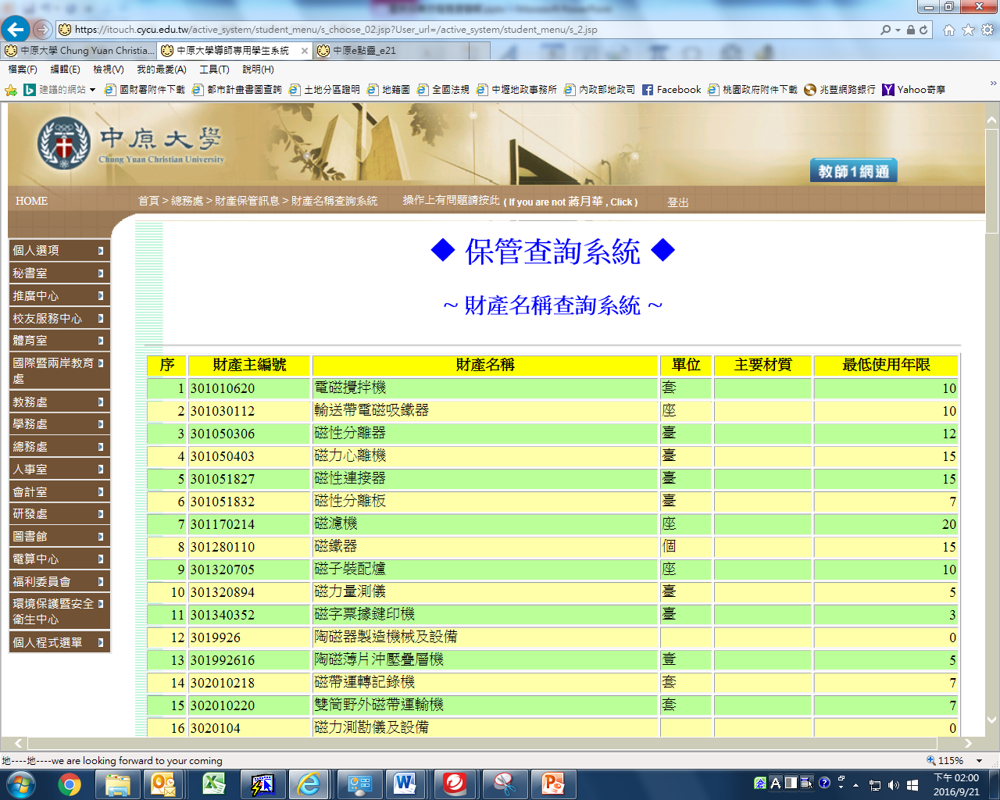 https://itouch.cycu.edu.tw/active_system/student_menu/s_choose_02.jsp?User_url=/active_system/student_menu/s_2.jsp
中原大學 Chung Yuan Christia... 中原大學導師專用學生系統 中原e點靈_e21
檔案(F) 編輯(E) 檢視(V) 我的最愛(A) 工具(T) 說明(H)
建議的網站 國財署附件下載 都市計畫書圖查詢 土地分區證明 地籍圖 全國法規 中壢地政事務所 內政部地政司 Facebook 桃園政府附件下載 兆豐網路銀行 Yahoo奇摩
中原大學
Chung Yuan Christian University
教師1網通
HOME 首頁 > 總務處 > 財產保管訊息 > 財產名稱查詢系統 操作上有問題請按此 ( If you are not 蔣月華 , Click ) 登出
個人選項
秘書室
推廣中心
校友服務中心
體育室
國際暨兩岸教育
處
教務處
學務處
總務處
人事室
會計室
研發處
圖書館
電算中心
福利委員會
環境保護暨安全
衛生中心
個人程式選單
◆ 保管查詢系統 ◆
~ 財產名稱查詢系統 ~
序 財產主編號 財產名稱 單位 主要材質 最低使用年限
1 301010620 電磁攪拌機 套 10
2 301030112 輸送帶電磁吸鐵器 座 10
3 301050306 磁性分離器 臺 12
4 301050403 磁力心離機 臺 15
5 301051827 磁性連接器 臺 15
6 301051832 磁性分離板 臺 7
7 301170214 磁濾機 座 20
8 301280110 磁鐵器 個 15
9 301320705 磁子裝配爐 座 10
10 301320894 磁力量測儀 臺 5
11 301340352 磁字票據鍵印機 臺 3
12 3019926 陶磁器製造機械及設備 0
13 301992616 陶磁薄片沖壓疊層機 壹 5
14 302010218 磁帶運轉記錄機 套 7
15 302010220 雙筒野外磁帶運輸機 套 7
16 3020104 磁力測勘儀及設備 0
地----地----we are looking forward to your coming
115%
下午 02:00
2016/9/21